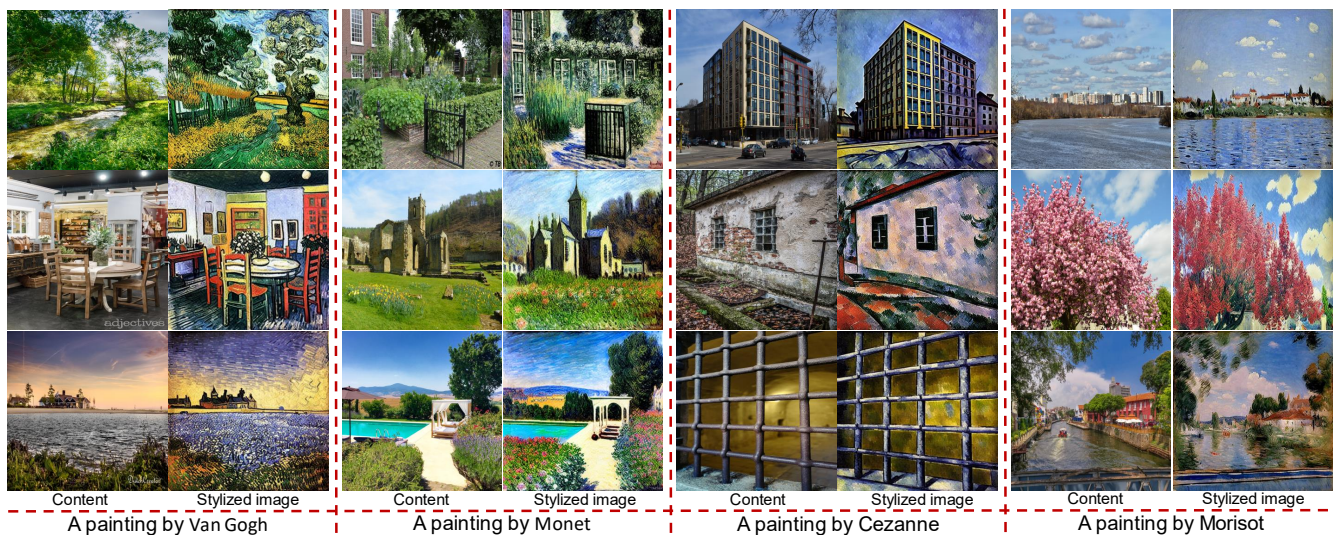 adjectives
Content Stylized image Content Stylized image Content Stylized image Content Stylized image
A painting by Van Gogh A painting by Monet A painting by Cezanne A painting by Morisot